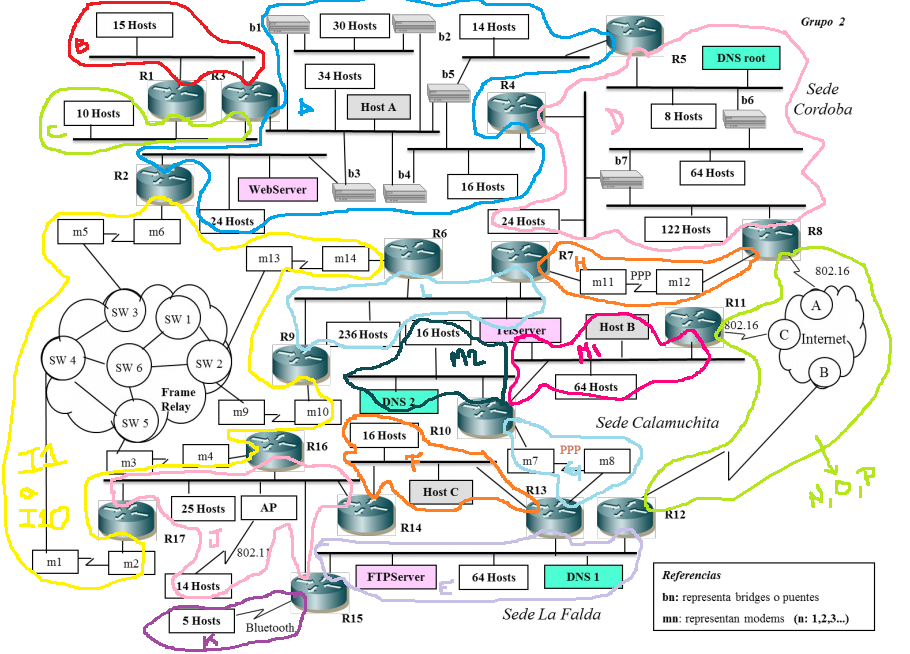 Grupo 2
15 Hosts
b1
30 Hosts
b2
14 Hosts
B
R1
R3
34 Hosts
b5
R5
DNS root
Sede
Cordoba
Host A
A
R4
b6
10 Hosts
C
8 Hosts
D
b7
64 Hosts
R2
WebServer
b3
b4
16 Hosts
24 Hosts
24 Hosts
122 Hosts
R8
m5
m6
m13
m14
R6
R7
H
m11
PPP
m12
802.16
SW 3
SW 1
L
R11
A
236 Hosts
16 Hosts
TelServer
Host B
802.16
C
Internet
R9
SW 4
SW 6
SW 2
M2
M1
B
Frame
Relay
64 Hosts
DNS 2
m9
m10
SW 5
R10
Sede Calamuchita
16 Hosts
R16
m3
m4
F
m7
PPP
m8
I1
o
I10
Host C
R13
N,O,P
25 Hosts
AP
R14
R12
R17
J
802.11
m1
m2
14 Hosts
FTPServer
E
64 Hosts
DNS 1
R15
Sede La Falda
5 Hosts
Bluetooth
K
Referencias
bn: representa bridges o puentes
mn: representan modems (n: 1,2,3...)